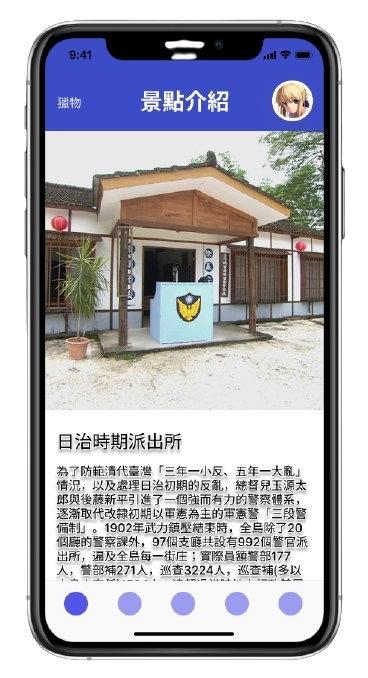 9:41
獵物
景點介紹
日治時期派出所
為了防範清代臺灣「三年一小反、五年一大亂」
情況，以及處理日治初期的反亂，總督兒玉源太
郎與後藤新平引進了一個強而有力的警察體系，
逐漸取代改隸初期以軍憲為主的軍憲警「三段警
備制」。1902年武力鎮壓結束時，全島除了20
個廳的警察課外，97個支廳共設有992個警官派
出所，遍及全島每一街庄；實際員額警部177
人，警部補271人，巡查3224人，巡查補(多以